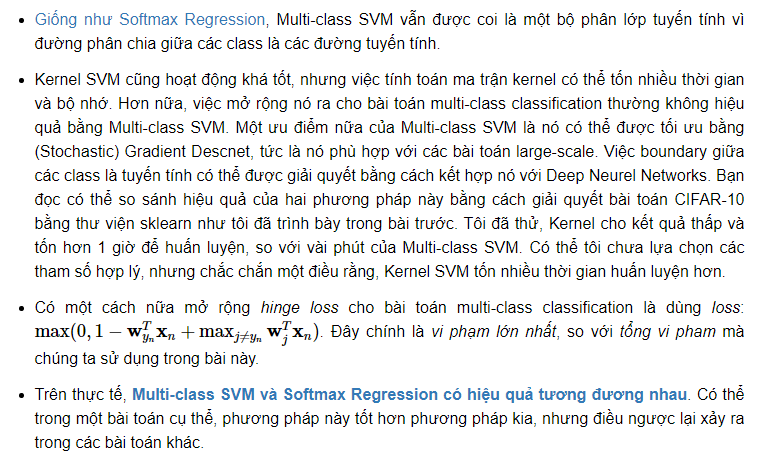 • Giống như Softmax Regression, Multi-class SVM vẫn được coi là một bộ phân lớp tuyến tính vì
đường phân chia giữa các class là các đường tuyến tính.
• Kernel SVM cũng hoạt động khá tốt, nhưng việc tính toán ma trận kernel có thể tốn nhiều thời gian
và bộ nhớ. Hơn nữa, việc mở rộng nó ra cho bài toán multi-class classification thường không hiệu
quả bằng Multi-class SVM. Một ưu điểm nữa của Multi-class SVM là nó có thể được tối ưu bằng
(Stochastic) Gradient Descnet, tức là nó phù hợp với các bài toán large-scale. Việc boundary giữa
các class là tuyến tính có thể được giải quyết bằng cách kết hợp nó với Deep Neurel Networks. Bạn
đọc có thể so sánh hiệu quả của hai phương pháp này bằng cách giải quyết bài toán CIFAR-10
bằng thư viện sklearn như tôi đã trình bày trong bài trước. Tôi đã thử, Kernel cho kết quả thấp và
tốn hơn 1 giờ để huấn luyện, so với vài phút của Multi-class SVM. Có thể tôi chưa lựa chọn các
tham số hợp lý, nhưng chắc chắn một điều rằng, Kernel SVM tốn nhiều thời gian huấn luyện hơn.
• Có một cách nữa mở rộng hinge loss cho bài toán multi-class classification là dùng loss:
max(0, 1 − w_{y_n}^T x_n + max_{j≠y_n} w_j^T x_n). Đây chính là vi phạm lớn nhất, so với tổng vi pham mà
chúng ta sử dụng trong bài này.
• Trên thực tế, Multi-class SVM và Softmax Regression có hiệu quả tương đương nhau. Có thể
trong một bài toán cụ thể, phương pháp này tốt hơn phương pháp kia, nhưng điều ngược lại xảy ra
trong các bài toán khác.